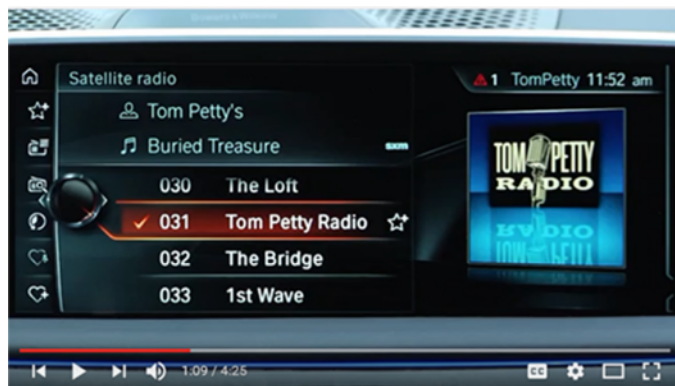 Satellite radio
1 TomPetty 11:52 am
Tom Petty's
Buried Treasure
sxm
030 The Loft
031 Tom Petty Radio
032 The Bridge
033 1st Wave
TOM PETTY
RADIO
1:09 / 4:25
CC